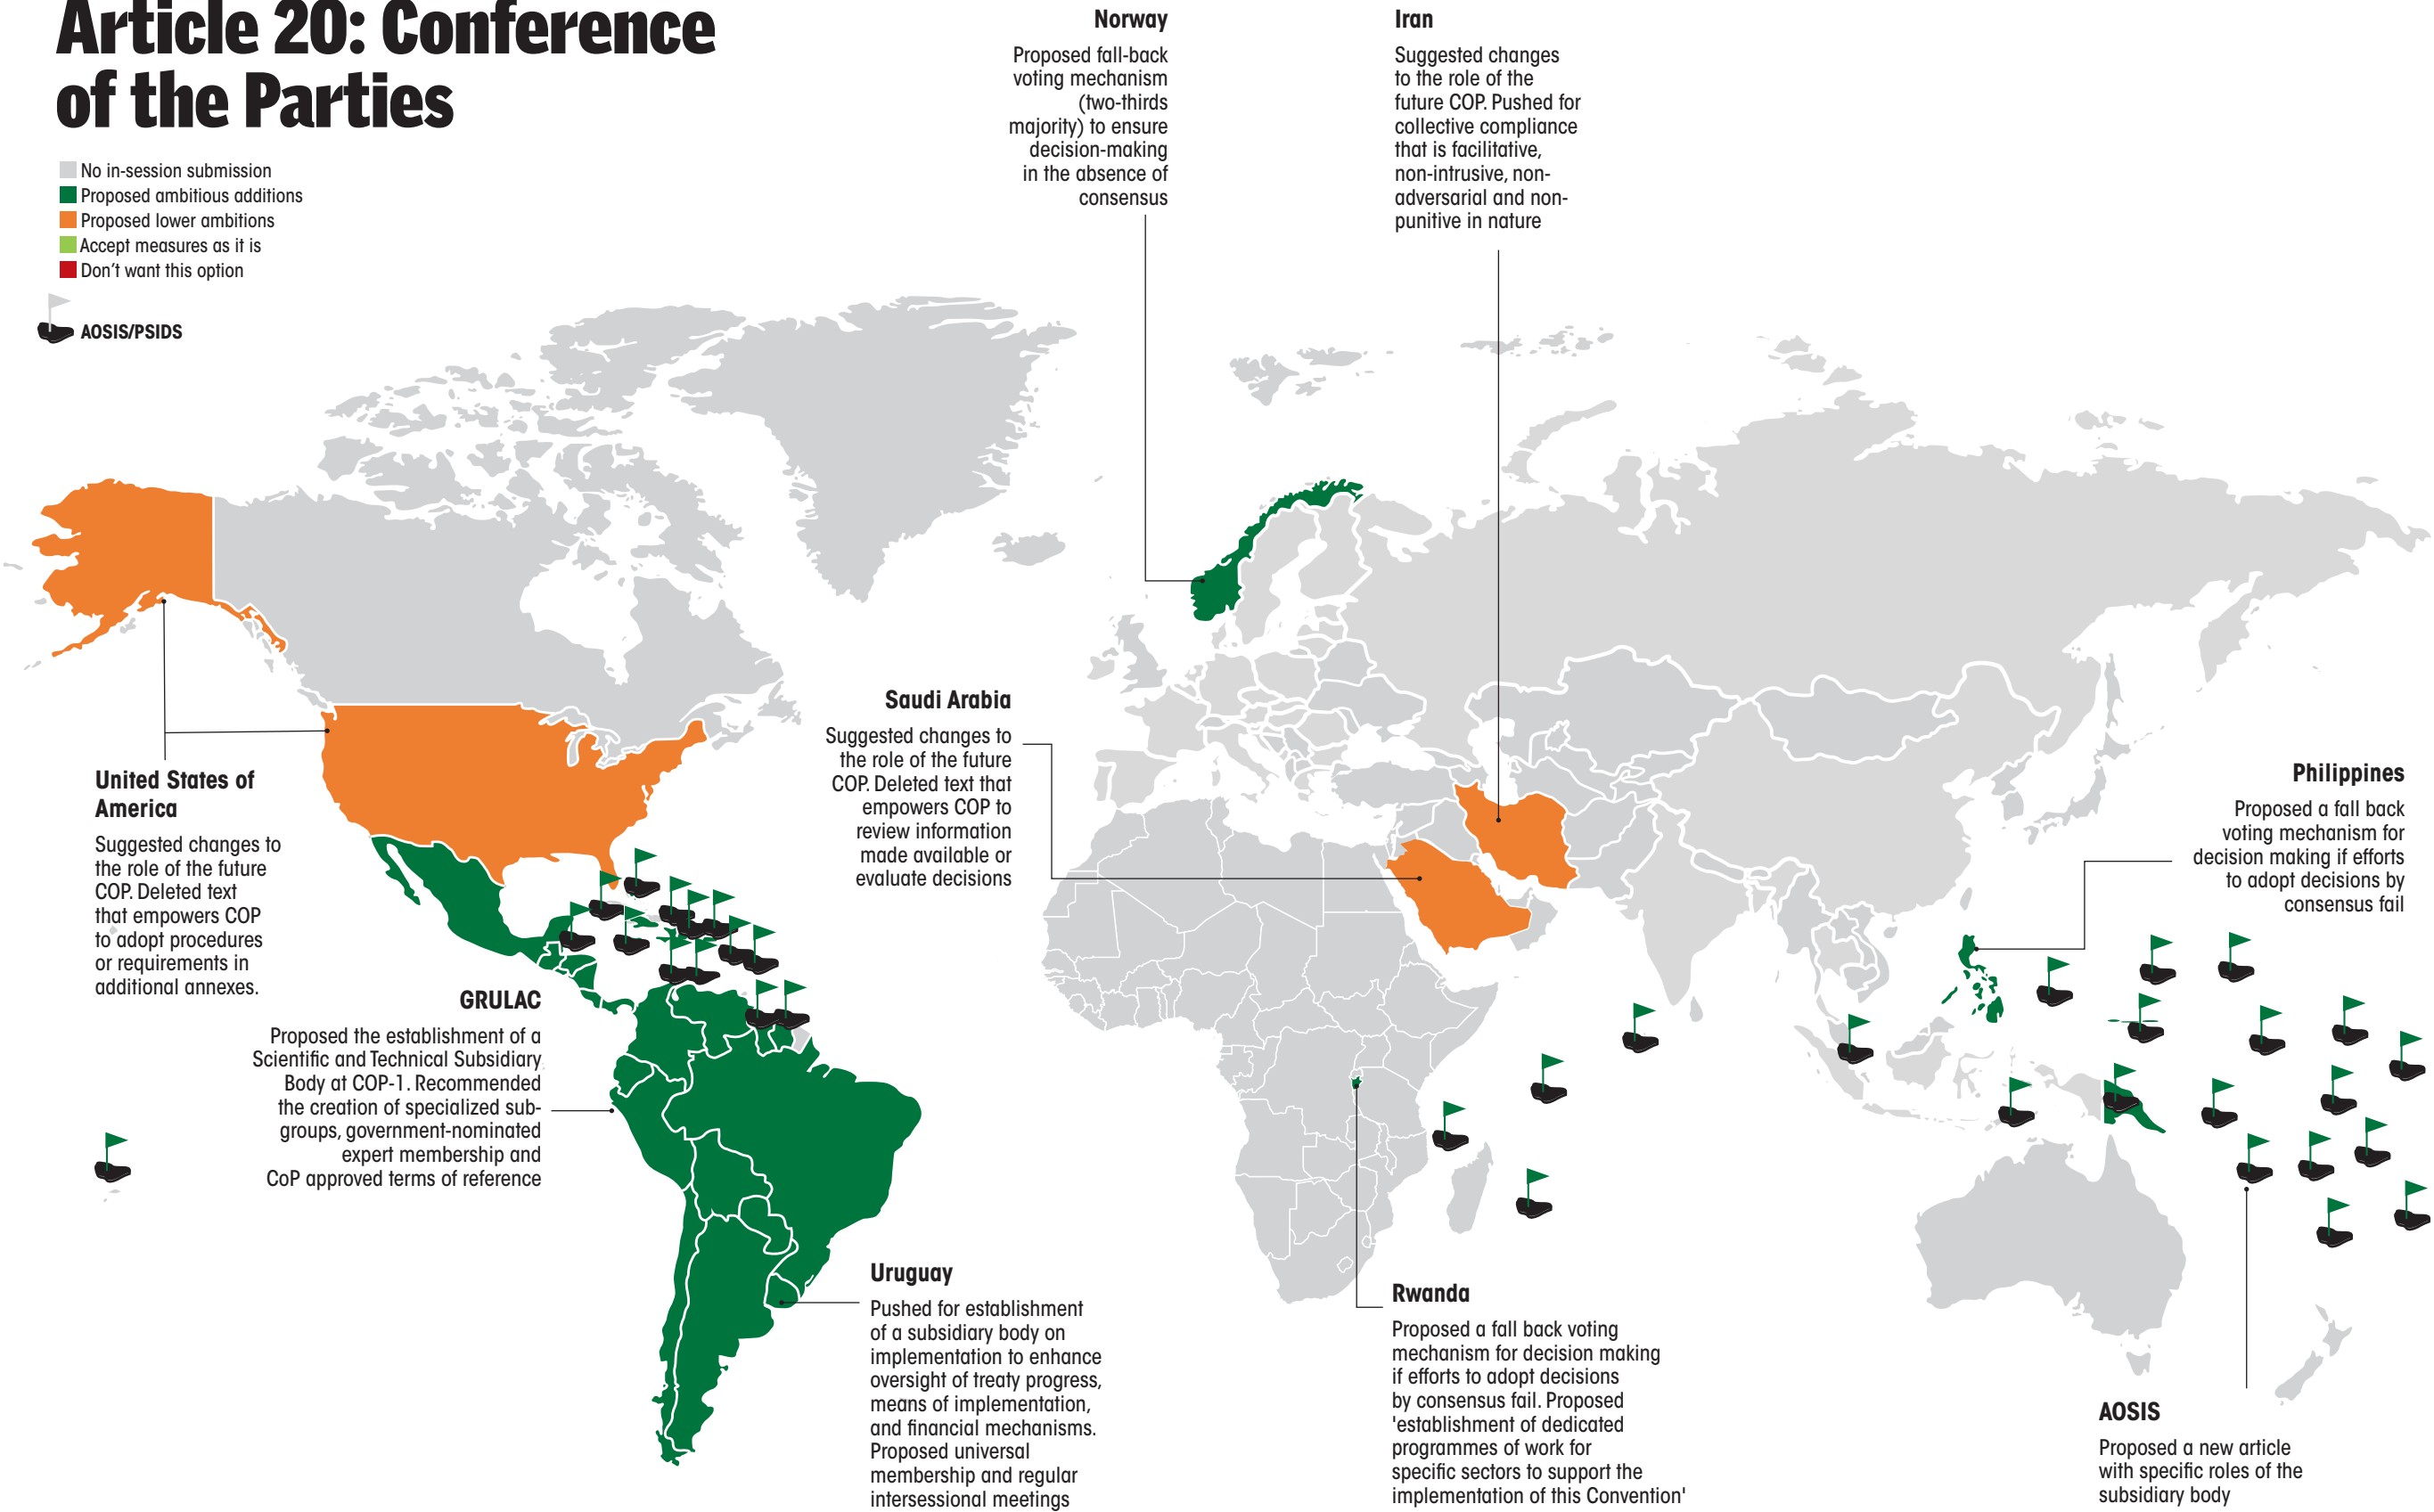 Article 20: Conference
of the Parties
No in-session submission
Proposed ambitious additions
Proposed lower ambitions
Accept measures as it is
Don't want this option
AOSIS/PSIDS
Norway
Proposed fall-back
voting mechanism
(two-thirds
majority) to ensure
decision-making
in the absence of
consensus
Iran
Suggested changes
to the role of the
future COP. Pushed for
collective compliance
that is facilitative,
non-intrusive, non-
adversarial and non-
punitive in nature
Saudi Arabia
Suggested changes to
the role of the future
COP. Deleted text that
empowers COP to
review information
made available or
evaluate decisions
United States of
America
Suggested changes to
the role of the future
COP. Deleted text
that empowers COP
to adopt procedures
or requirements in
additional annexes.
Philippines
Proposed a fall back
voting mechanism for
decision making if efforts
to adopt decisions by
consensus fail
GRULAC
Proposed the establishment of a
Scientific and Technical Subsidiary
Body at COP-1. Recommended
the creation of specialized sub-
groups, government-nominated
expert membership and
CoP approved terms of reference
Uruguay
Pushed for establishment
of a subsidiary body on
implementation to enhance
oversight of treaty progress,
means of implementation,
and financial mechanisms.
Proposed universal
membership and regular
intersessional meetings
Rwanda
Proposed a fall back voting
mechanism for decision making
if efforts to adopt decisions
by consensus fail. Proposed
'establishment of dedicated
programmes of work for
specific sectors to support the
implementation of this Convention'
AOSIS
Proposed a new article
with specific roles of the
subsidiary body